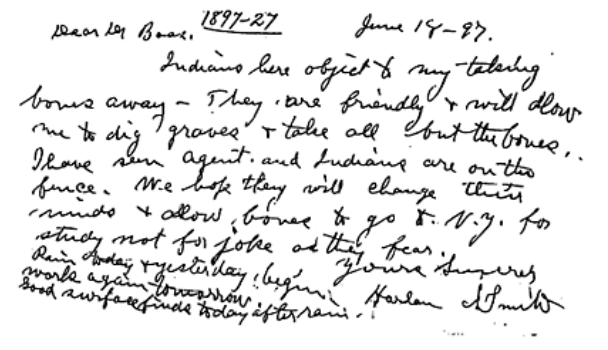 1897-27
Dear Dr Boas. June 18-97.
Indians here object to my taking
bones away - They are friendly & will allow
me to dig graves & take all but the bones.
I have seen agent and Indians are on the
fence. We hope they will change their
minds & allow bones to go to N.Y. for
study not for joke as they fear.
Yours Sincerely
Harlan I Smith
Rain today & yesterday, begin
work again tomorrow.
Good surface finds today after rain.